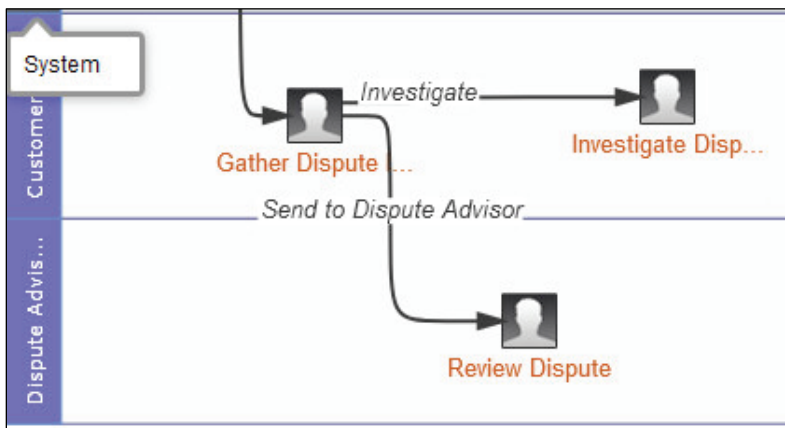 System
Customer
Investigate
Gather Dispute I...
Investigate Disp...
Send to Dispute Advisor
Dispute Advis...
Review Dispute